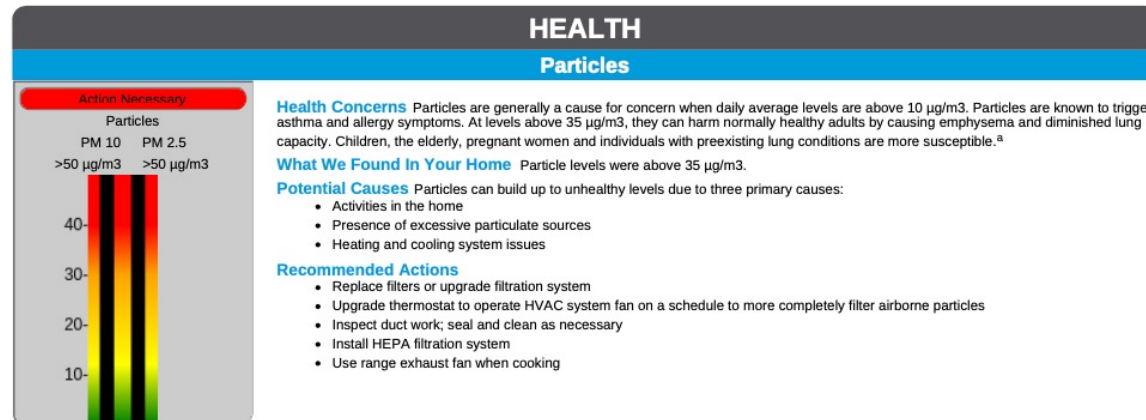 HEALTH
Particles
Action Necessary
Particles
PM 10 PM 2.5
>50 µg/m3 >50 µg/m3
40-
30-
20-
10-
Health Concerns Particles are generally a cause for concern when daily average levels are above 10 µg/m3. Particles are known to trigge
asthma and allergy symptoms. At levels above 35 µg/m3, they can harm normally healthy adults by causing emphysema and diminished lung
capacity. Children, the elderly, pregnant women and individuals with preexisting lung conditions are more susceptible.ª
What We Found In Your Home Particle levels were above 35 µg/m3.
Potential Causes Particles can build up to unhealthy levels due to three primary causes:
• Activities in the home
• Presence of excessive particulate sources
• Heating and cooling system issues
Recommended Actions
• Replace filters or upgrade filtration system
• Upgrade thermostat to operate HVAC system fan on a schedule to more completely filter airborne particles
• Inspect duct work; seal and clean as necessary
• Install HEPA filtration system
• Use range exhaust fan when cooking